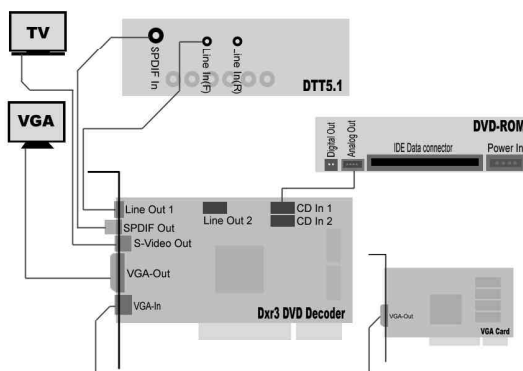 TV
SPDIF In
Line In(F)
Line In(R)
DTT5.1
VGA
DVD-ROM
Digital Out
Analog Out
IDE Data connector
Power In
Line Out 1
Line Out 2
CD In 1
CD In 2
SPDIF Out
S-Video Out
VGA-Out
VGA-In
Dxr3 DVD Decoder
VGA-Out
VGA Card